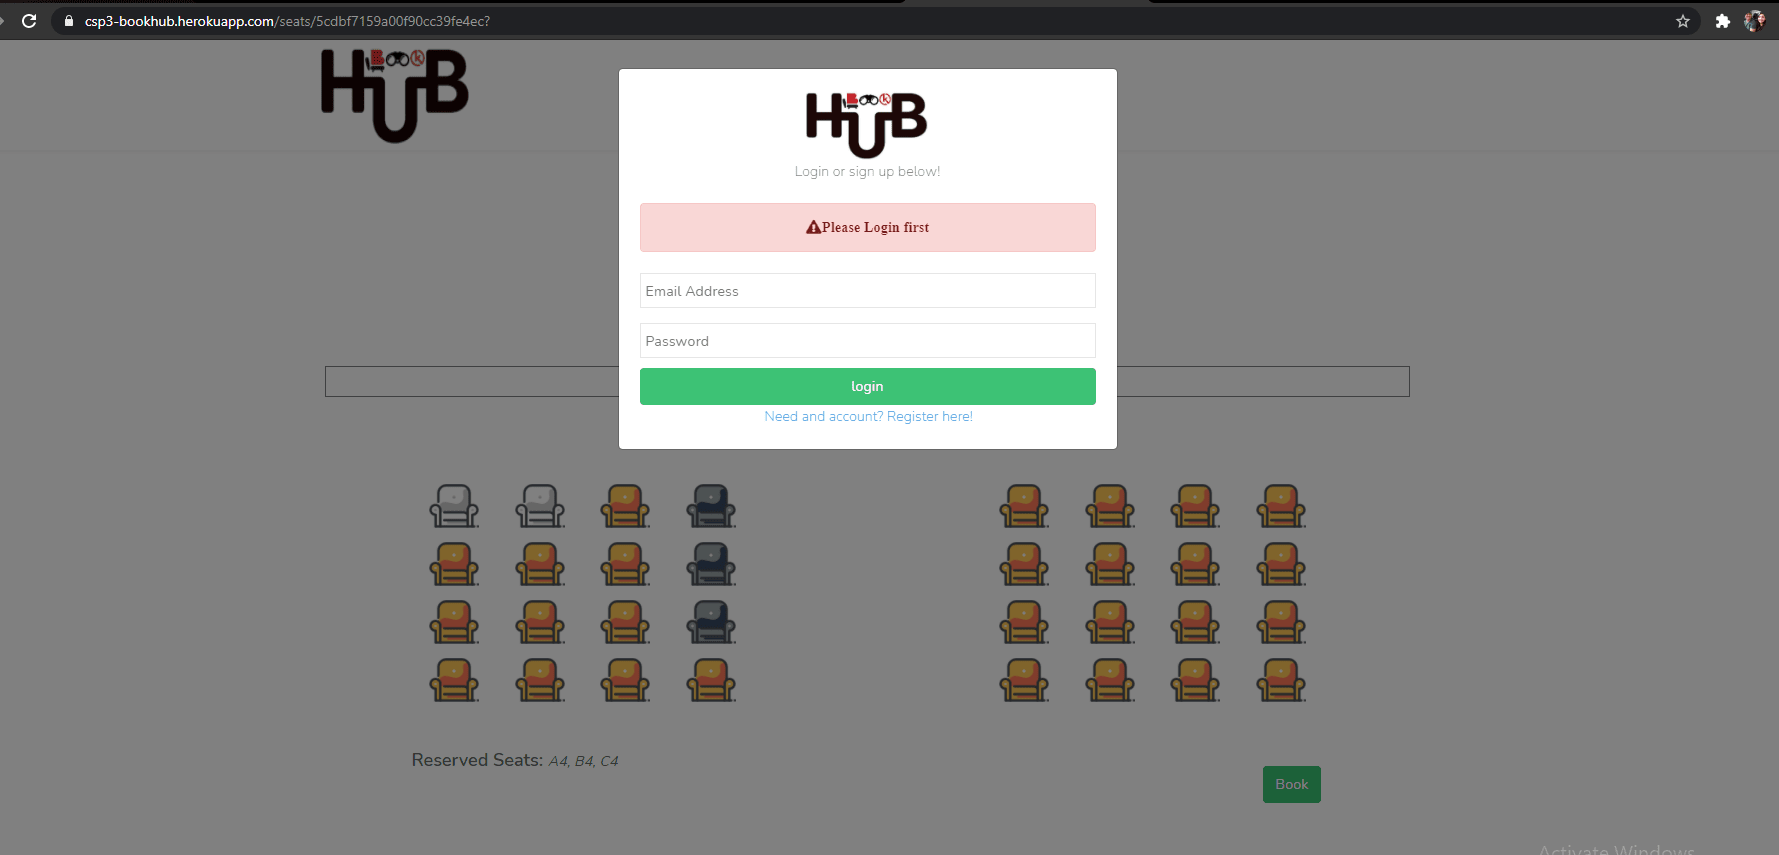 csp3-bookhub.herokuapp.com/seats/5cdbf7159a00f90cc39fe4ec?
HUB
BOOK
HUB
BOOK
Login or sign up below!
Please Login first
Email Address
Password
login
Need and account? Register here!
Reserved Seats: A4, B4, C4
Book
Activate Windows